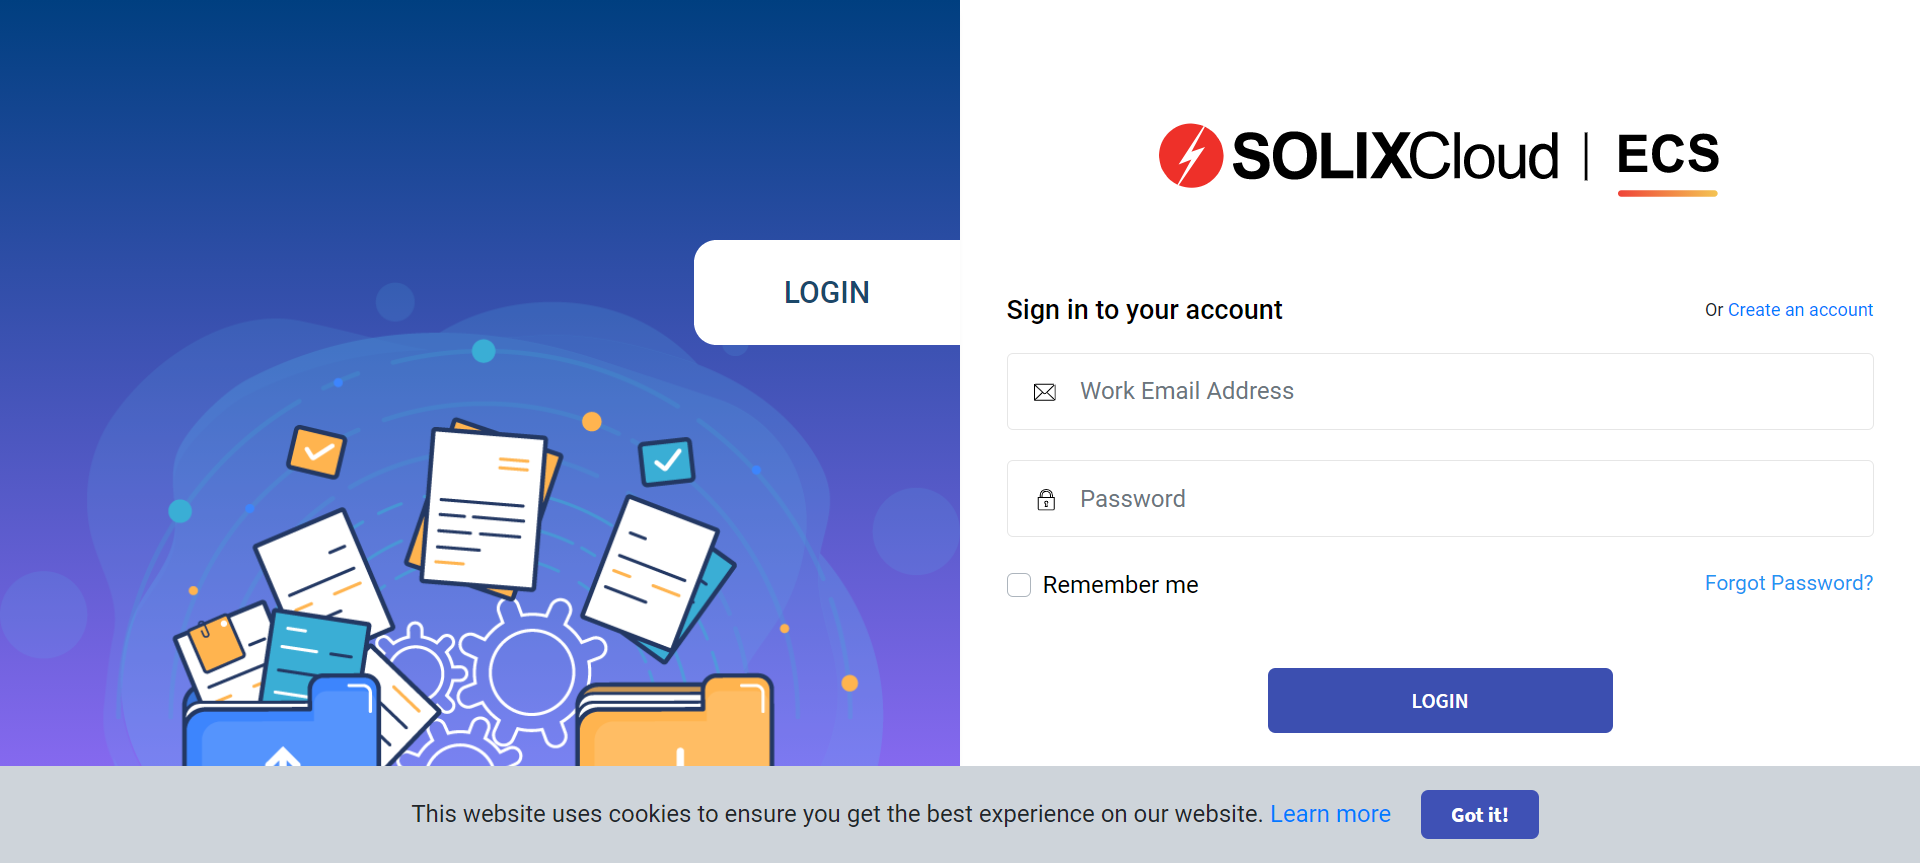 LOGIN
SOLIXCloud | ECS
Sign in to your account
Or Create an account
Work Email Address
Password
Remember me
Forgot Password?
LOGIN
This website uses cookies to ensure you get the best experience on our website. Learn more
Got it!